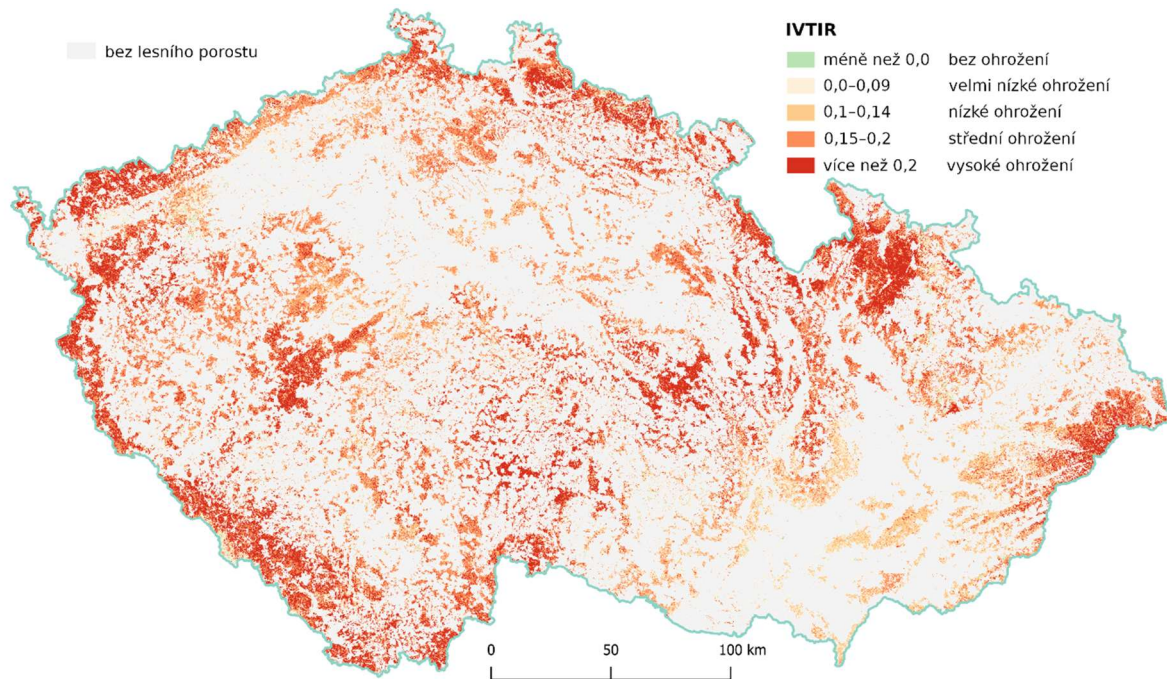 bez lesního porostu
IVTIR
méně než 0,0 bez ohrožení
0,0–0,09 velmi nízké ohrožení
0,1–0,14 nízké ohrožení
0,15–0,2 střední ohrožení
více než 0,2 vysoké ohrožení
0 50 100 km